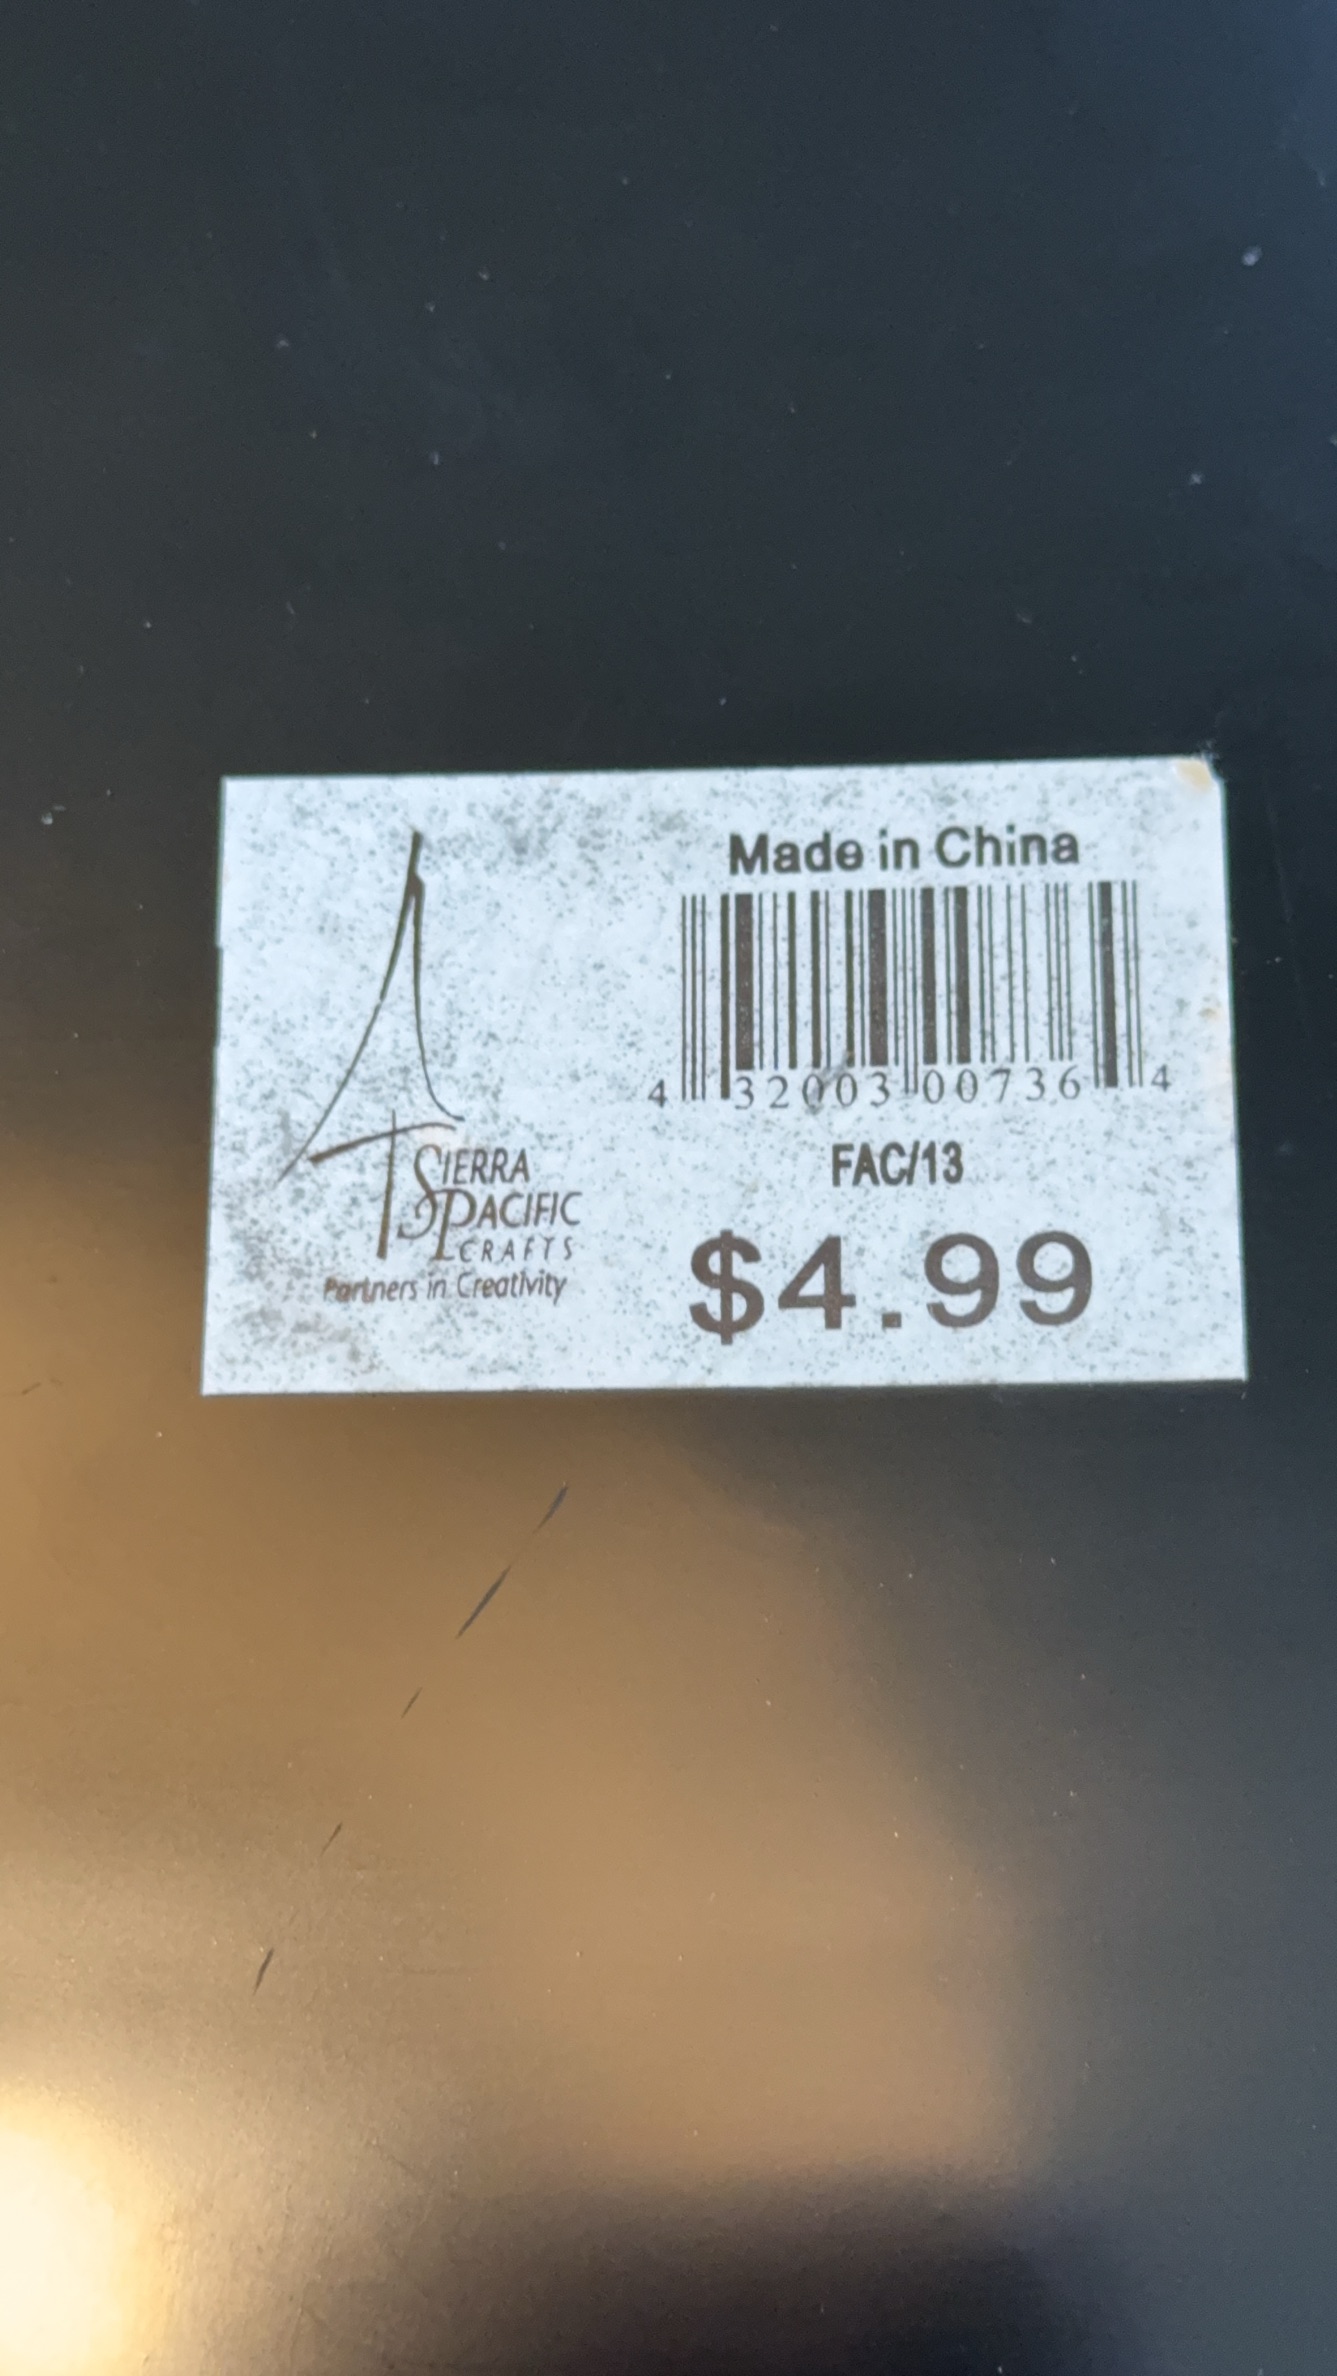 Made in China
4 32003 00736 4
FAC/13
$4.99
SIERRA
PACIFIC
CRAFTS
Partners in Creativity